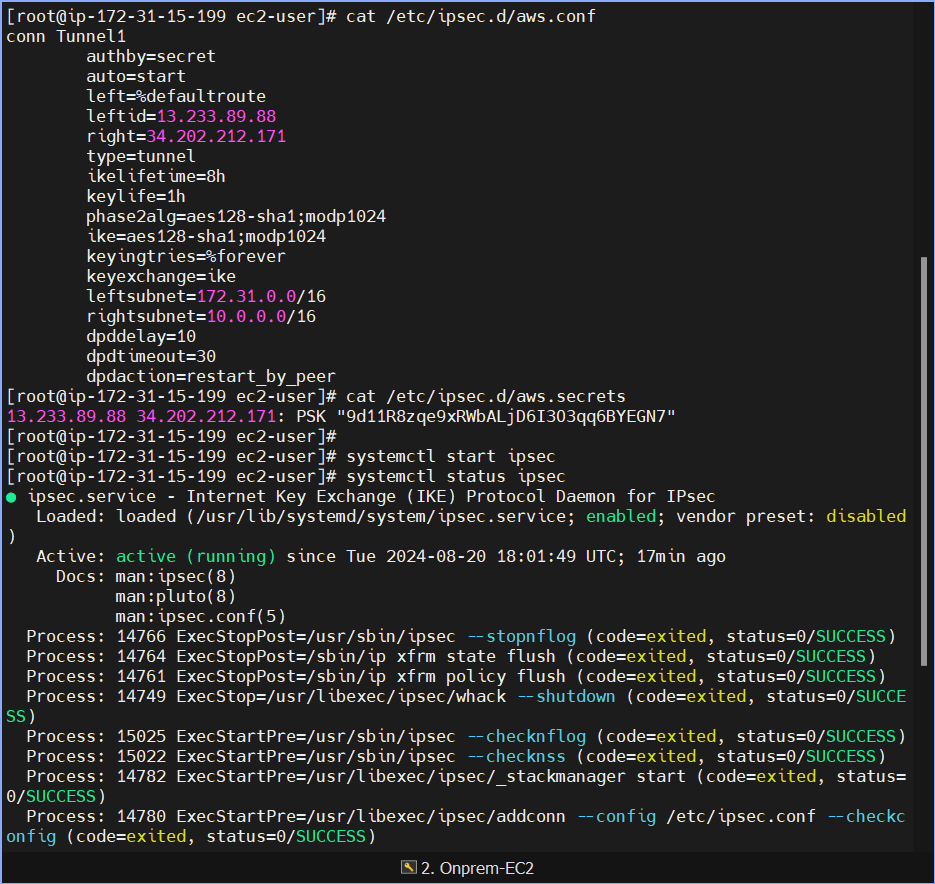 [root@ip-172-31-15-199 ec2-user]# cat /etc/ipsec.d/aws.conf
conn Tunnel1
        authby=secret
        auto=start
        left=%defaultroute
        leftid=13.233.89.88
        right=34.202.212.171
        type=tunnel
        ikelifetime=8h
        keylife=1h
        phase2alg=aes128-sha1;modp1024
        ike=aes128-sha1;modp1024
        keyingtries=%forever
        keyexchange=ike
        leftsubnet=172.31.0.0/16
        rightsubnet=10.0.0.0/16
        dpddelay=10
        dpdtimeout=30
        dpdaction=restart_by_peer
[root@ip-172-31-15-199 ec2-user]# cat /etc/ipsec.d/aws.secrets
13.233.89.88 34.202.212.171: PSK "9d11R8zqe9xRWbALjD6I3O3qq6BYEGN7"
[root@ip-172-31-15-199 ec2-user]#
[root@ip-172-31-15-199 ec2-user]# systemctl start ipsec
[root@ip-172-31-15-199 ec2-user]# systemctl status ipsec
● ipsec.service - Internet Key Exchange (IKE) Protocol Daemon for IPsec
   Loaded: loaded (/usr/lib/systemd/system/ipsec.service; enabled; vendor preset: disabled
)
   Active: active (running) since Tue 2024-08-20 18:01:49 UTC; 17min ago
     Docs: man:ipsec(8)
           man:pluto(8)
           man:ipsec.conf(5)
  Process: 14766 ExecStopPost=/usr/sbin/ipsec --stopnflog (code=exited, status=0/SUCCESS)
  Process: 14764 ExecStopPost=/sbin/ip xfrm state flush (code=exited, status=0/SUCCESS)
  Process: 14761 ExecStopPost=/sbin/ip xfrm policy flush (code=exited, status=0/SUCCESS)
  Process: 14749 ExecStop=/usr/libexec/ipsec/whack --shutdown (code=exited, status=0/SUCCE
SS)
  Process: 15025 ExecStartPre=/usr/sbin/ipsec --checknflog (code=exited, status=0/SUCCESS)
  Process: 15022 ExecStartPre=/usr/sbin/ipsec --checknss (code=exited, status=0/SUCCESS)
  Process: 14782 ExecStartPre=/usr/libexec/ipsec/_stackmanager start (code=exited, status=
0/SUCCESS)
  Process: 14780 ExecStartPre=/usr/libexec/ipsec/addconn --config /etc/ipsec.conf --checkc
onfig (code=exited, status=0/SUCCESS)
2. Onprem-EC2